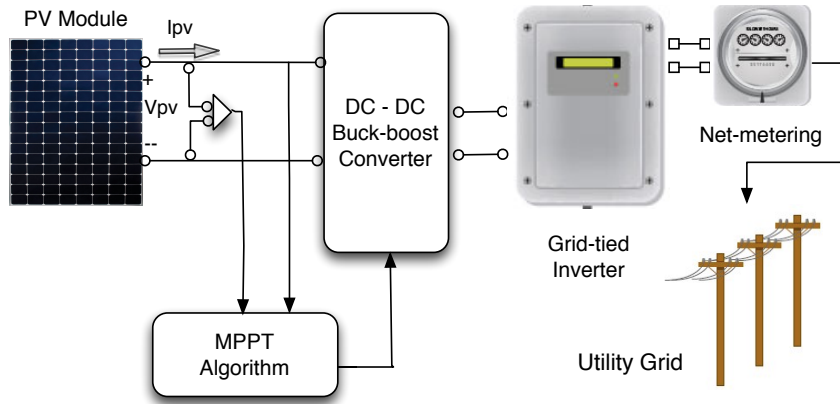 PV Module
Ipv
+
Vpv
--
DC - DC
Buck-boost
Converter
MPPT
Algorithm
Grid-tied
Inverter
Net-metering
Utility Grid